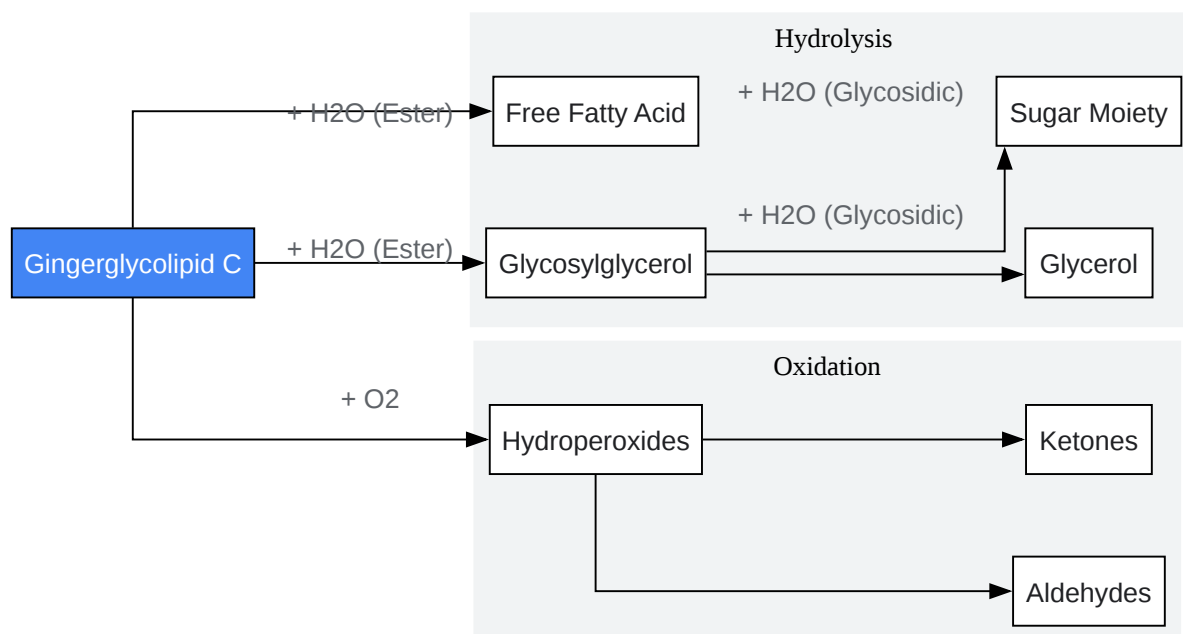 Hydrolysis
+ H2O (Glycosidic)
+ H2O (Ester)
Free Fatty Acid
Sugar Moiety
+ H2O (Glycosidic)
+ H2O (Ester)
Gingerglycolipid C
Glycosylglycerol
Glycerol
Oxidation
+ O2
Hydroperoxides
Ketones
Aldehydes